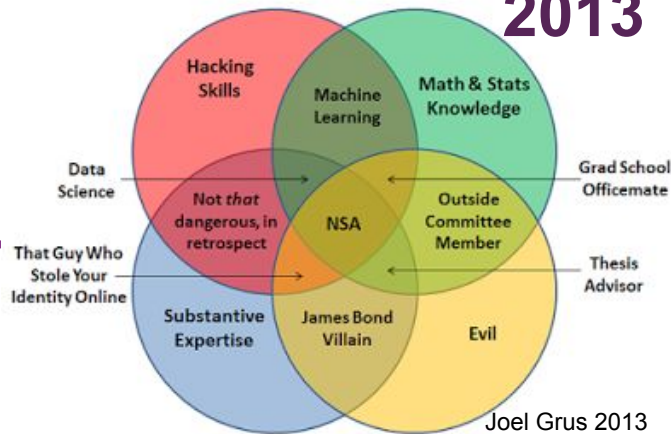 2013
Hacking
Skills
Machine
Learning
Math & Stats
Knowledge
Data
Science
Grad School
Officemate
Not that
dangerous, in
retrospect
NSA
Outside
Committee
Member
That Guy Who
Stole Your
Identity Online
Thesis
Advisor
Substantive
Expertise
James Bond
Villain
Evil
Joel Grus 2013